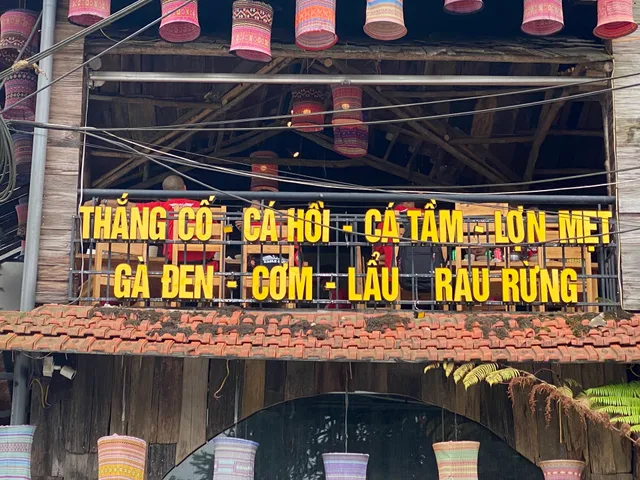 THẮNG CỐ - CÁ HỒI - CÁ TẦM - LỢN MẸT
GÀ ĐEN - CƠM - LẨU RAU RỪNG